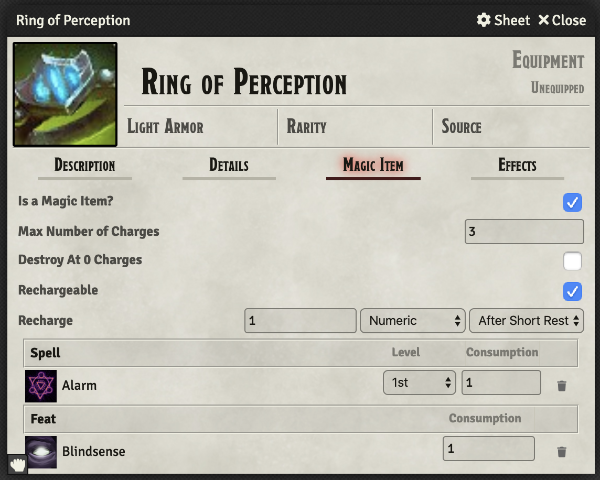 Ring of Perception Sheet Close
Ring of Perception
Equipment
Unequipped
Light Armor Rarity Source
Description Details Magic Item Effects
Is a Magic Item?
Max Number of Charges 3
Destroy At 0 Charges
Rechargeable
Recharge 1 Numeric After Short Rest
Spell Level Consumption
Alarm 1st 1
Feat Consumption
Blindsense 1